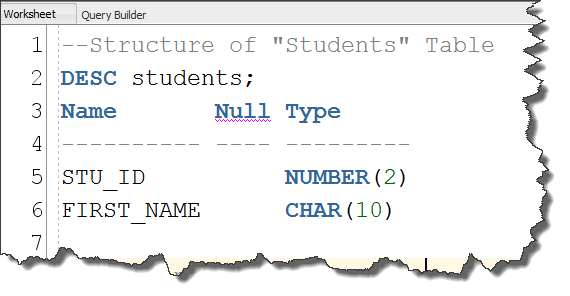 Worksheet Query Builder
1 --Structure of "Students" Table
2 DESC students;
3 Name Null Type
4 ---------- ---- ---------
5 STU_ID NUMBER(2)
6 FIRST_NAME CHAR(10)
7